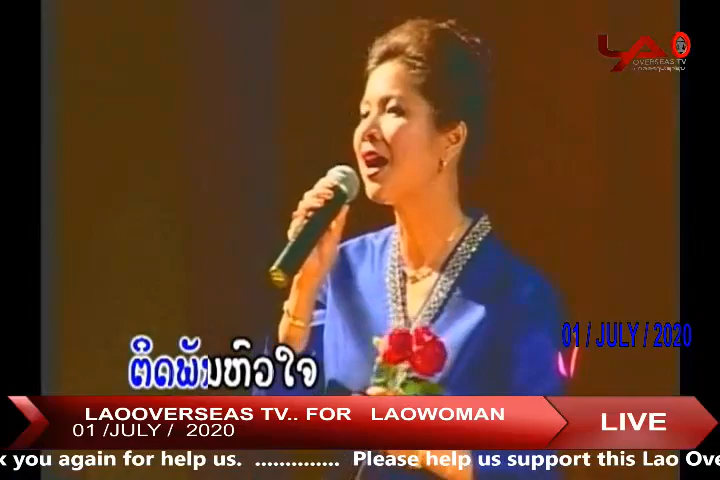 LAO
OVERSEAS TV
01 / JULY / 2020
ຕິດພັນຫົວໃຈ
LAOOVERSEAS TV.. FOR LAOWOMAN
01 /JULY / 2020
LIVE
you again for help us. .............. Please help us support this Lao